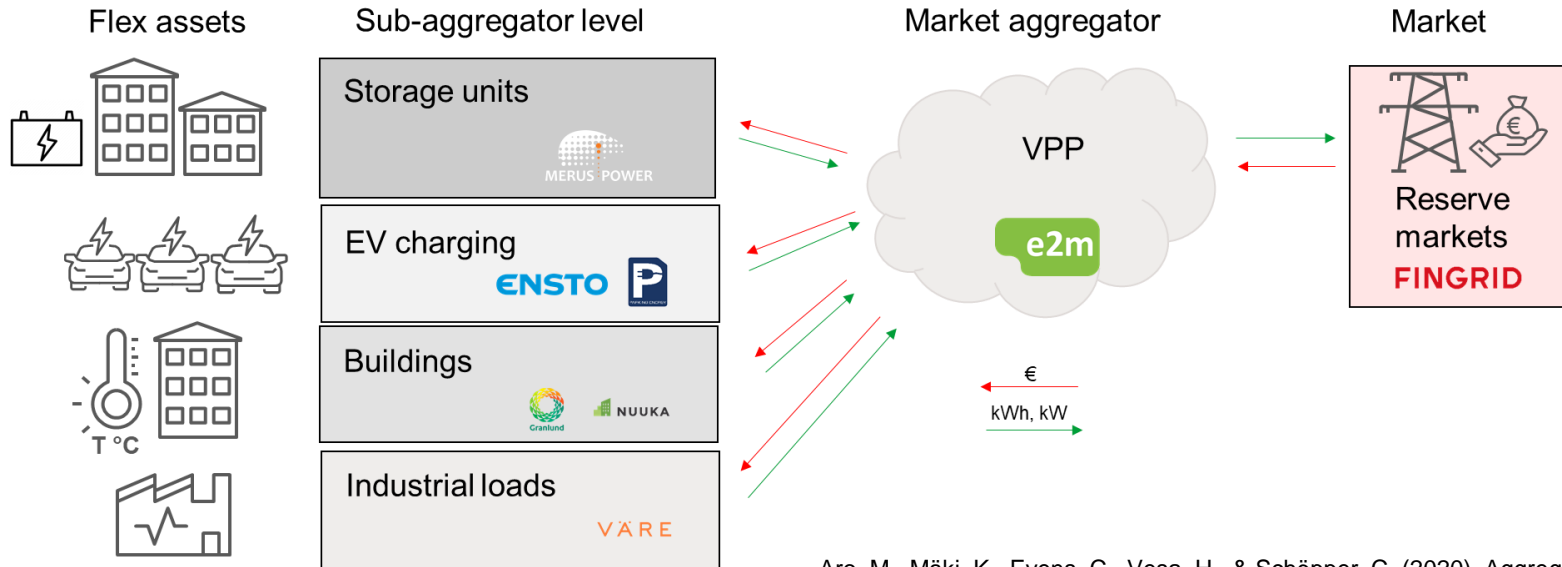 Flex assets
Sub-aggregator level
Market aggregator
Market
Storage units
MERUS POWER
EV charging
ENSTO
P
Buildings
Granlund
NUUKA
Industrial loads
VÄRE
T °C
VPP
e2m
€
Reserve
markets
FINGRID
€
kWh, kW